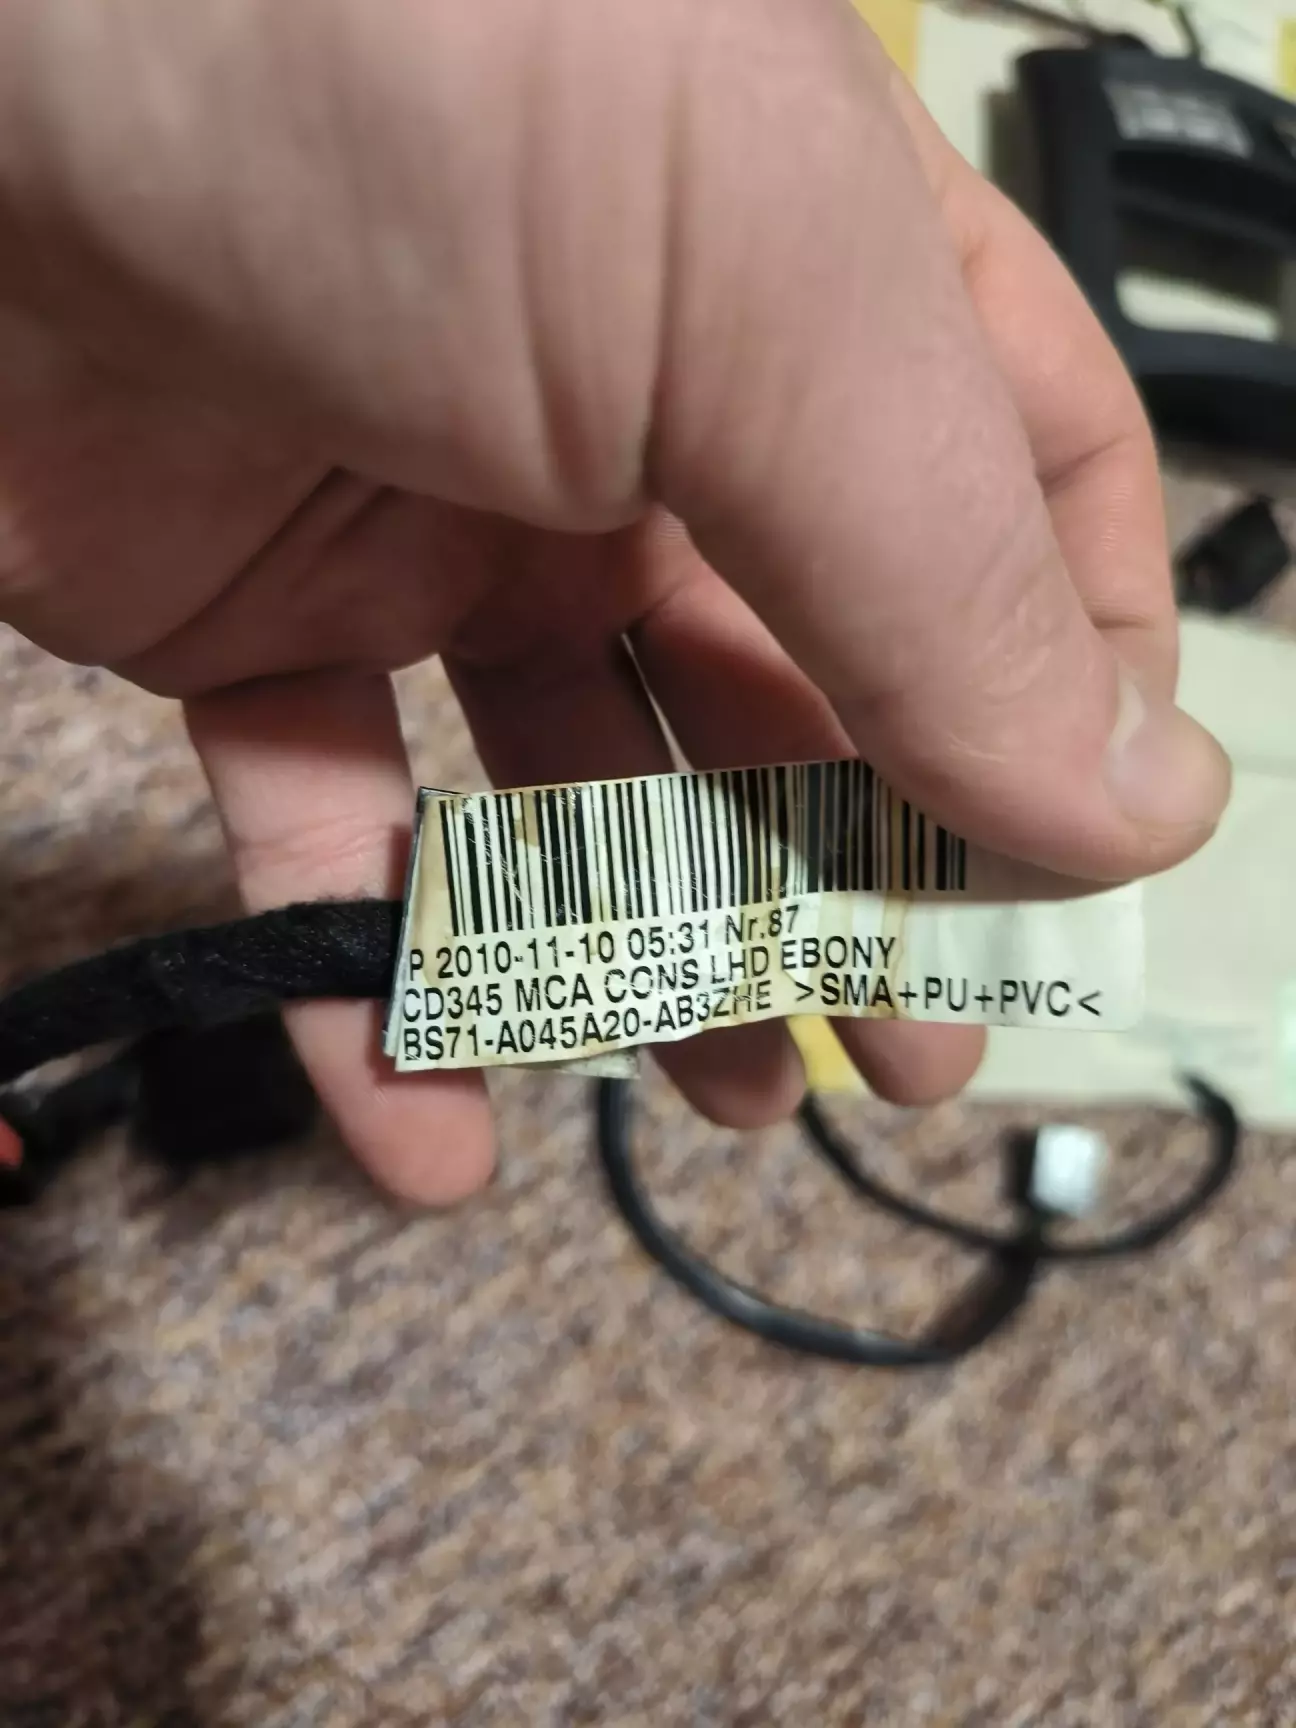 P 2010-11-10 05:31 Nr.87
CD345 MCA CONS LHD EBONY
BS71-A045A20-AB3ZHE >SMA+PU+PVC<